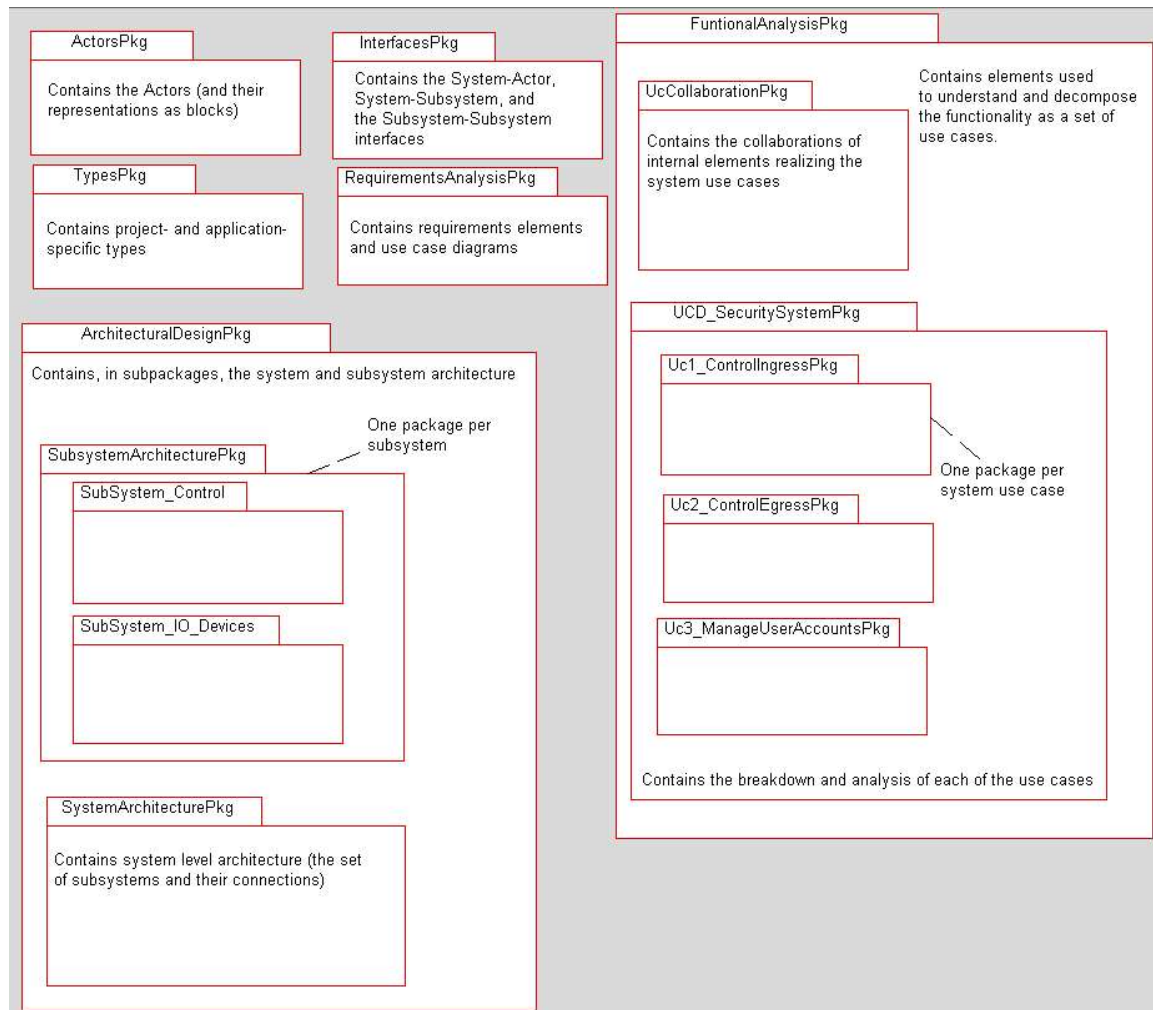 ActorsPkg
Contains the Actors (and their
representations as blocks)
InterfacesPkg
Contains the System-Actor,
System-Subsystem, and
the Subsystem-Subsystem
interfaces
TypesPkg
Contains project- and application-
specific types
RequirementsAnalysisPkg
Contains requirements elements
and use case diagrams
ArchitecturalDesignPkg
Contains, in subpackages, the system and subsystem architecture
One package per
subsystem
SubsystemArchitecturePkg
SubSystem_Control
SubSystem_IO_Devices
SystemArchitecturePkg
Contains system level architecture (the set
of subsystems and their connections)
FuntionalAnalysisPkg
Contains elements used
to understand and decompose
the functionality as a set of
use cases.
UcCollaborationPkg
Contains the collaborations of
internal elements realizing the
system use cases
UCD_SecuritySystemPkg
Uc1_ControlIngressPkg
One package per
system use case
Uc2_ControlEgressPkg
Uc3_ManageUserAccountsPkg
Contains the breakdown and analysis of each of the use cases